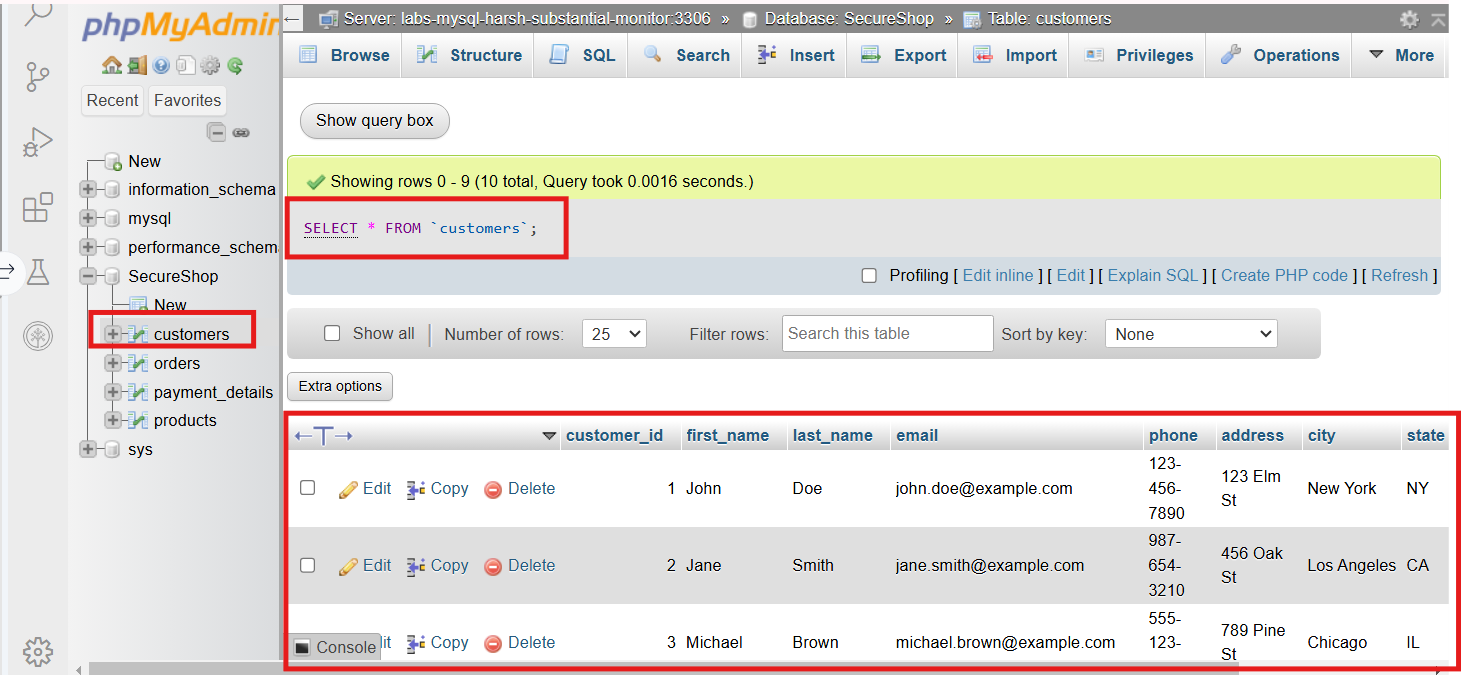 phpMyAdmin
Recent Favorites
New
information_schema
mysql
performance_schema
SecureShop
New
customers
orders
payment_details
products
sys
Server: labs-mysql-harsh-substantial-monitor:3306 » Database: SecureShop » Table: customers
Browse Structure SQL Search Insert Export Import Privileges Operations More
Show query box
Showing rows 0 - 9 (10 total, Query took 0.0016 seconds.)
SELECT * FROM `customers`;
Profiling [ Edit inline ] [ Edit ] [ Explain SQL ] [ Create PHP code ] [ Refresh ]
Show all Number of rows: 25 Filter rows: Search this table Sort by key: None
Extra options
←T→ customer_id first_name last_name email phone address city state
Edit Copy Delete 1 John Doe john.doe@example.com 123-456-7890 123 Elm St New York NY
Edit Copy Delete 2 Jane Smith jane.smith@example.com 987-654-3210 456 Oak St Los Angeles CA
Copy Delete 3 Michael Brown michael.brown@example.com 555-123- 789 Pine St Chicago IL
Console